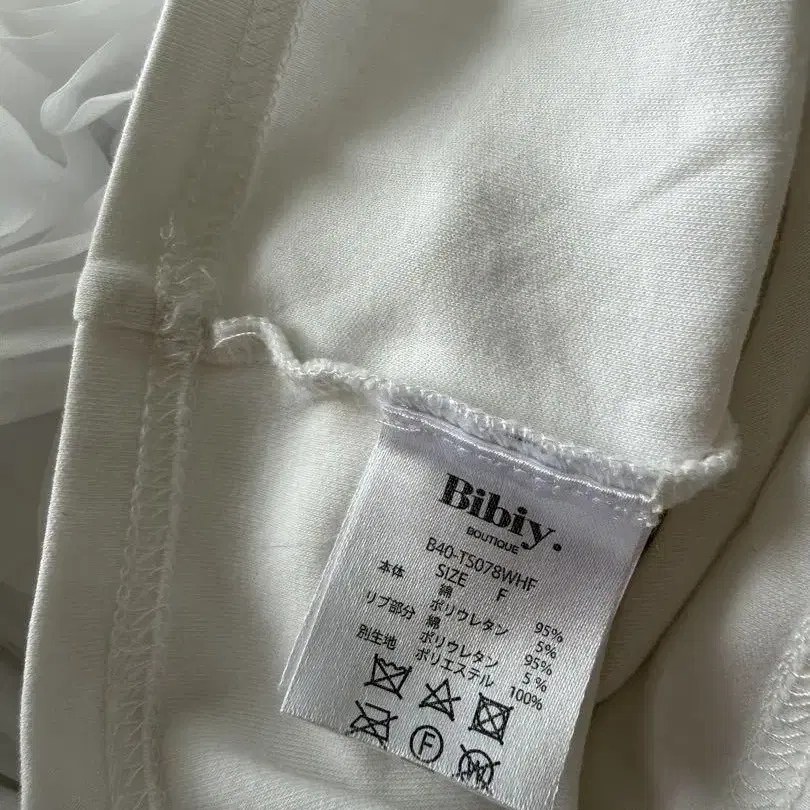 Bibiy.
BOUTIQUE
B40-TS078WHF
SIZE F
本体 綿 95%
ポリウレタン 5%
リブ部分 綿 95%
ポリウレタン 5%
別生地 ポリエステル 100%
F
W